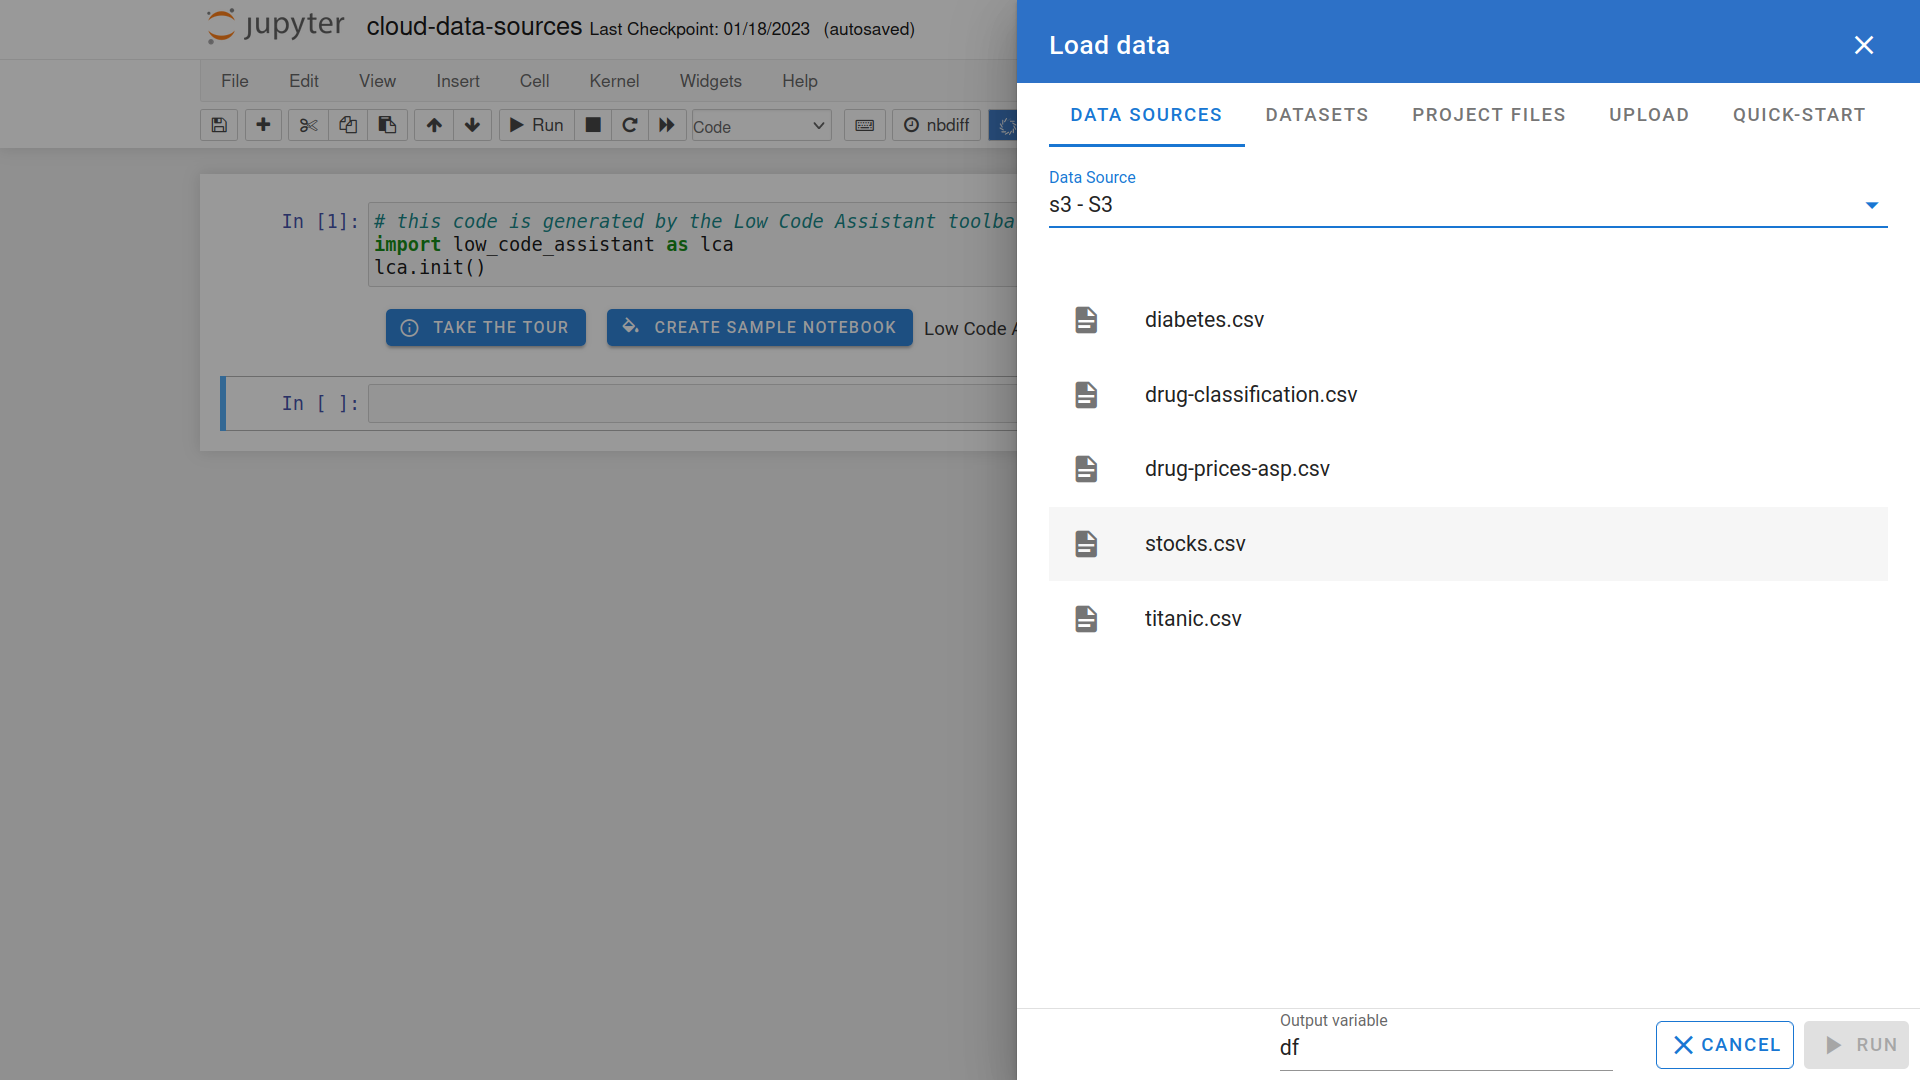 jupyter cloud-data-sources Last Checkpoint: 01/18/2023 (autosaved)
File Edit View Insert Cell Kernel Widgets Help
Run Code nbdiff
In [1]: # this code is generated by the Low Code Assistant toolba
import low_code_assistant as lca
lca.init()
TAKE THE TOUR CREATE SAMPLE NOTEBOOK Low Code A
In [ ]:
Load data
DATA SOURCES DATASETS PROJECT FILES UPLOAD QUICK-START
Data Source
s3 - S3
diabetes.csv
drug-classification.csv
drug-prices-asp.csv
stocks.csv
titanic.csv
Output variable
df
CANCEL RUN